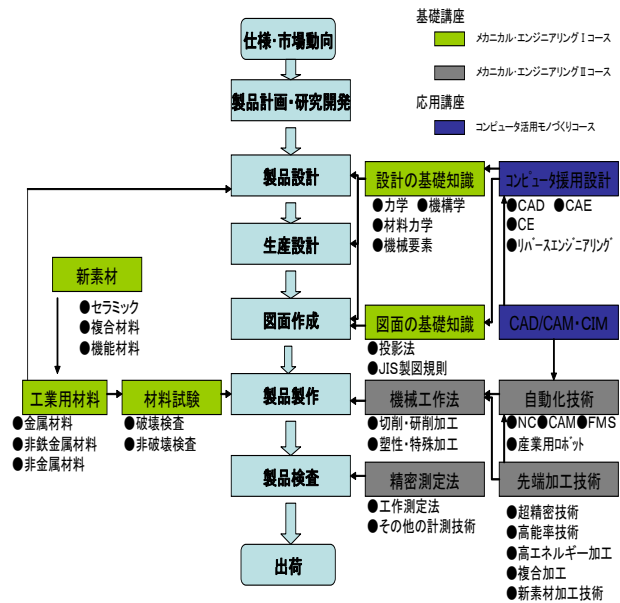 基礎講座
メカニカル・エンジニアリングⅠコース
メカニカル・エンジニアリングⅡコース
応用講座
コンピュータ活用モノづくりコース
仕様・市場動向
製品計画・研究開発
製品設計
生産設計
図面作成
製品製作
製品検査
出荷
設計の基礎知識
●力学 ●機構学
●材料力学
●機械要素
コンピュータ援用設計
●CAD ●CAE
●CE
●リバースエンジニアリング
新素材
●セラミック
●複合材料
●機能材料
図面の基礎知識
●投影法
●JIS製図規則
CAD/CAM・CIM
工業用材料
●金属材料
●非鉄金属材料
●非金属材料
材料試験
●破壊検査
●非破壊検査
機械工作法
●切削・研削加工
●塑性・特殊加工
自動化技術
●NC●CAM●FMS
●産業用ロボット
精密測定法
●工作測定法
●その他の計測技術
先端加工技術
●超精密技術
●高能率技術
●高エネルギー加工
●複合加工
●新素材加工技術